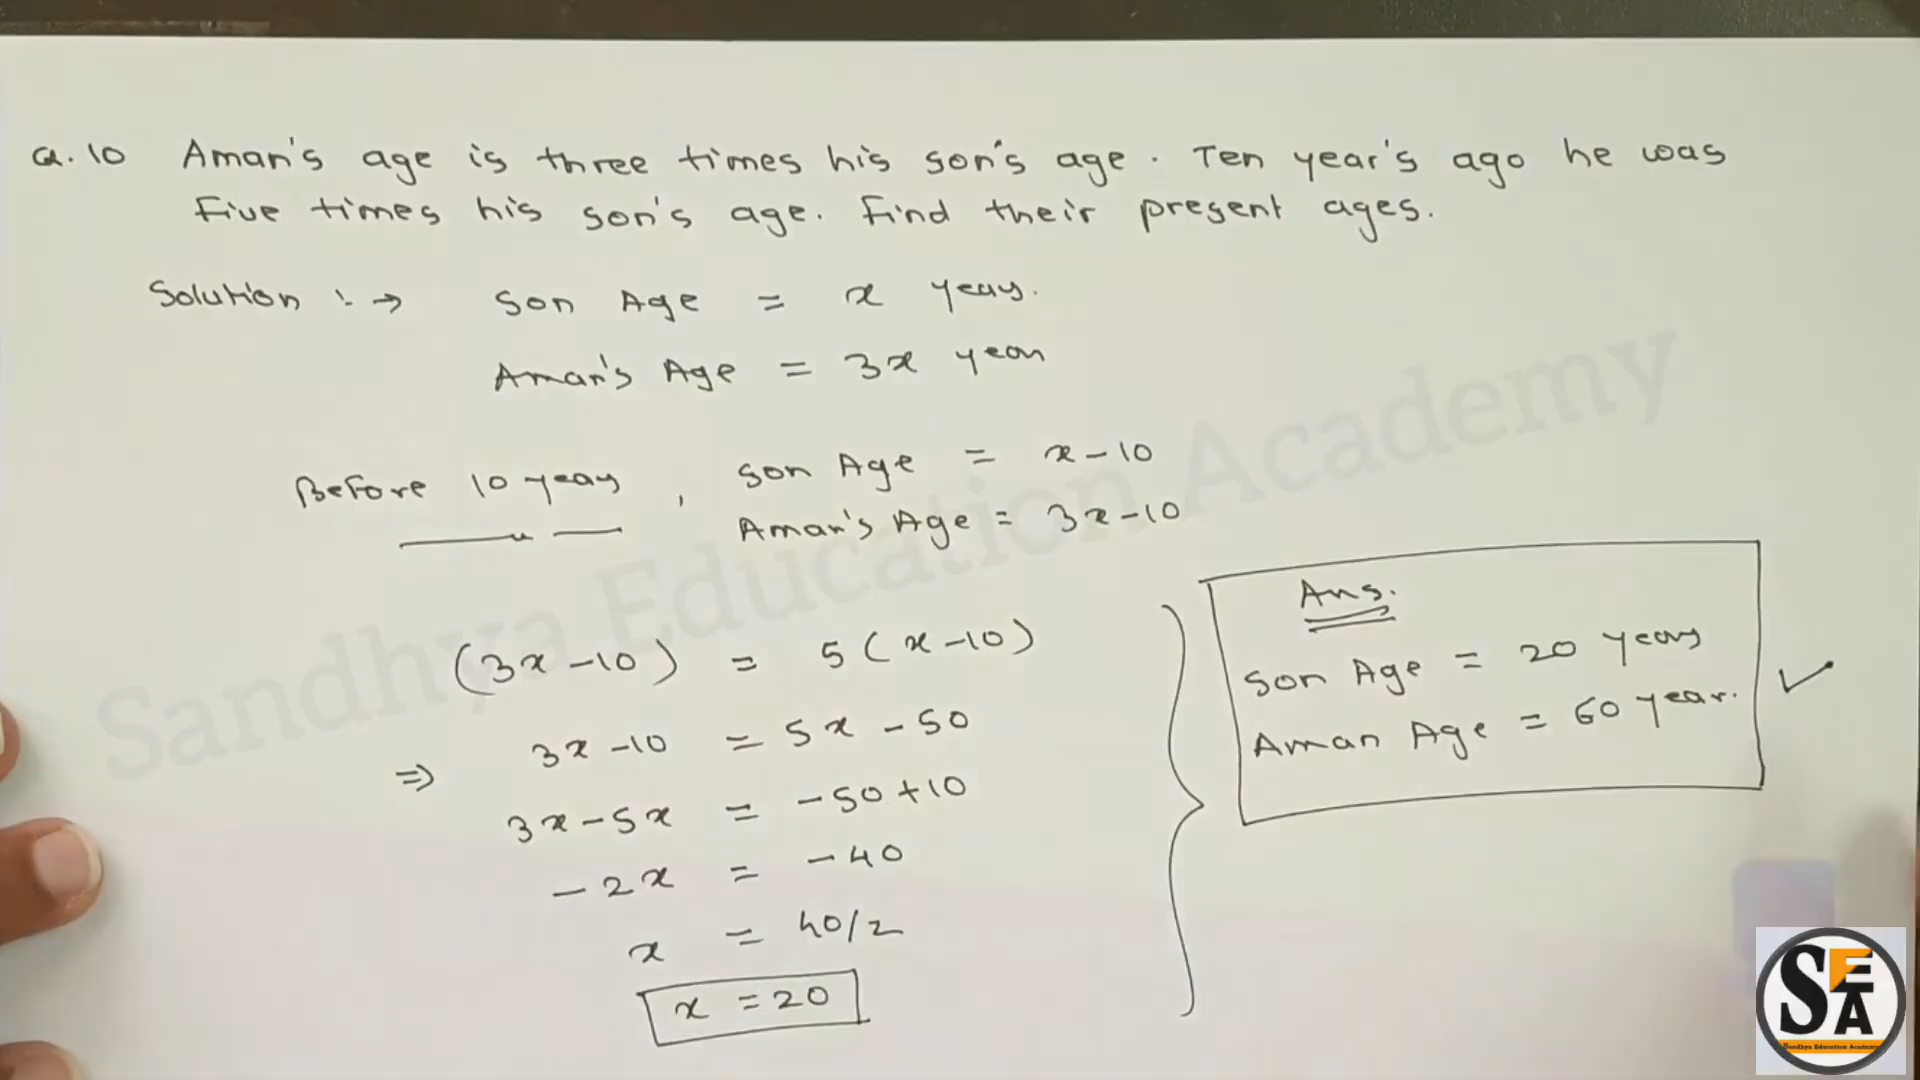 Q.10 Aman's age is three times his son's age. Ten year's ago he was
Five times his son's age. Find their present ages.
Solution :→ Son Age = x years.
Aman's Age = 3x year
Before 10 years, Son Age = x-10
Aman's Age = 3x-10
(3x-10) = 5(x-10)
⇒ 3x-10 = 5x-50
3x-5x = -50+10
-2x = -40
x = 40/2
x = 20
Ans.
Son Age = 20 years
Aman Age = 60 year.
Sandhya Education Academy
SEA
Sandhya Education Academy